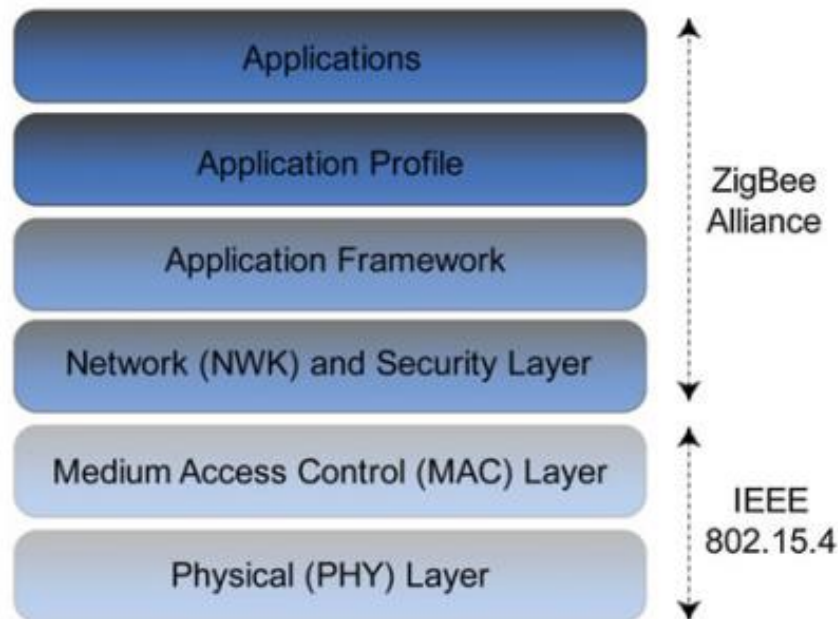 Applications
Application Profile
Application Framework
Network (NWK) and Security Layer
Medium Access Control (MAC) Layer
Physical (PHY) Layer
ZigBee
Alliance
IEEE
802.15.4